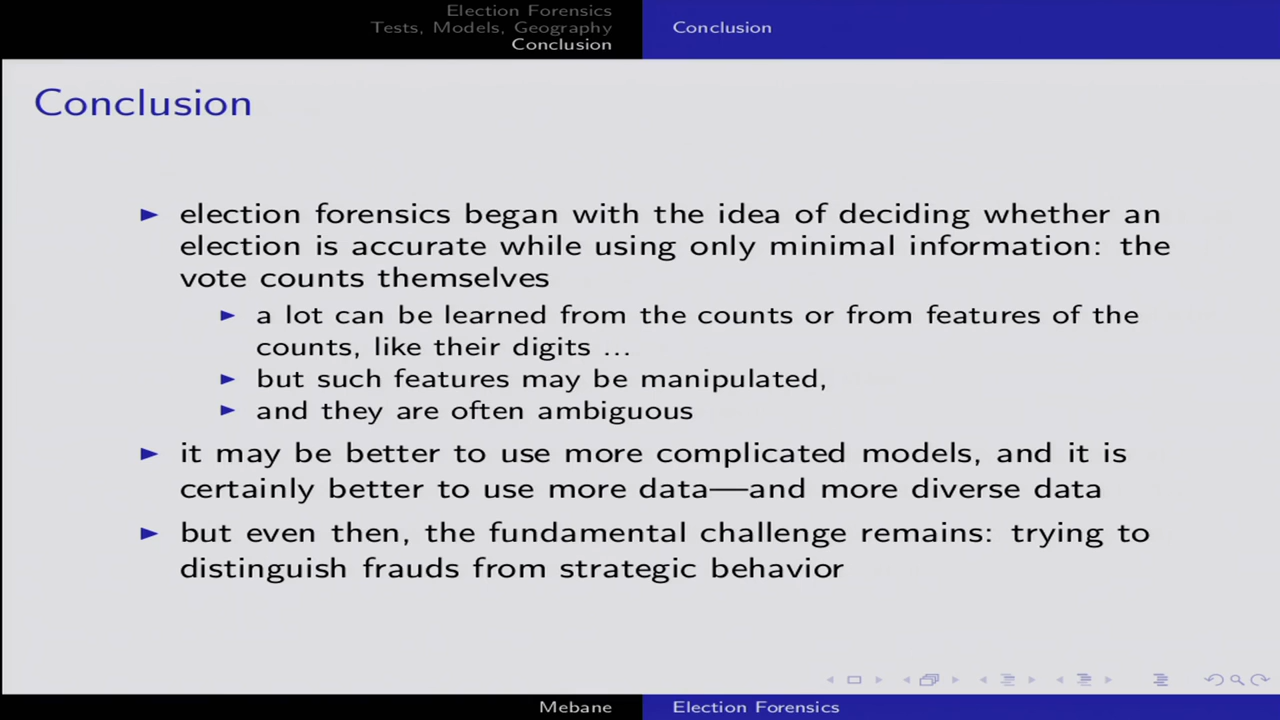 Election Forensics
Tests, Models, Geography
Conclusion
Conclusion
Conclusion
election forensics began with the idea of deciding whether an
election is accurate while using only minimal information: the
vote counts themselves
a lot can be learned from the counts or from features of the
counts, like their digits ...
but such features may be manipulated,
and they are often ambiguous
it may be better to use more complicated models, and it is
certainly better to use more data—and more diverse data
but even then, the fundamental challenge remains: trying to
distinguish frauds from strategic behavior
Mebane
Election Forensics